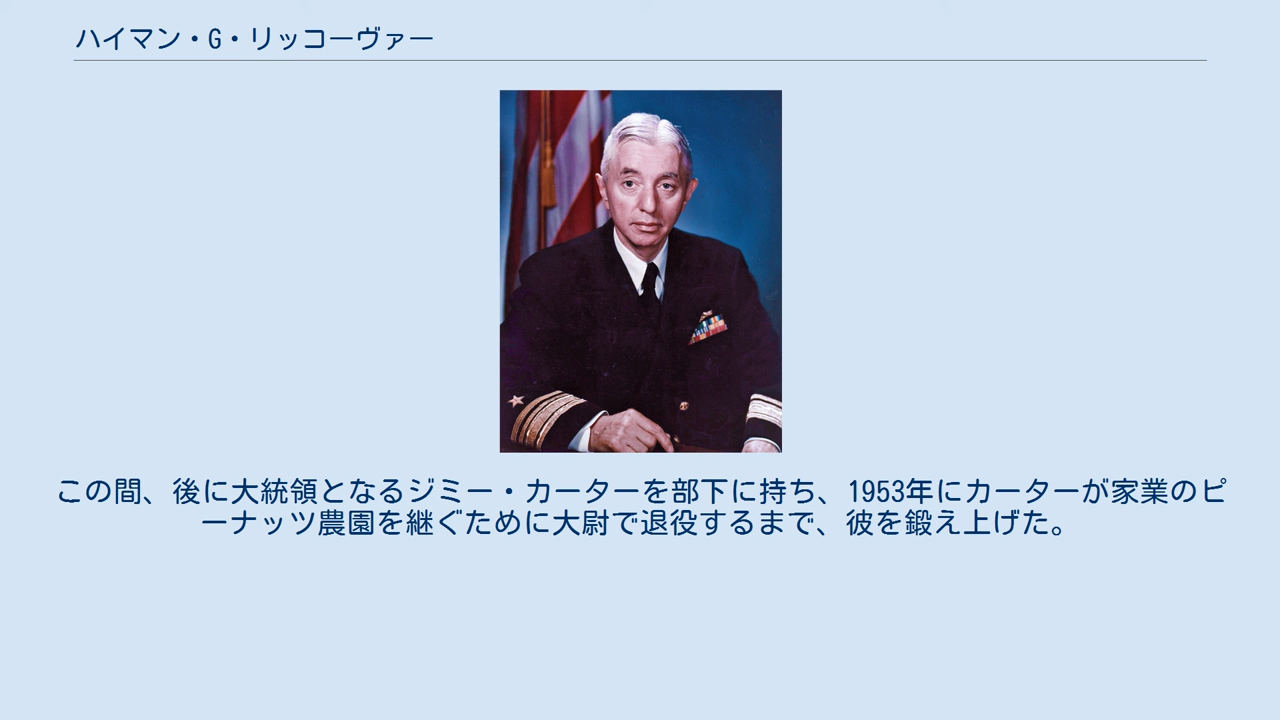 ハイマン・G・リッコーヴァー
この間、後に大統領となるジミー・カーターを部下に持ち、1953年にカーターが家業のピ
ーナッツ農園を継ぐために大尉で退役するまで、彼を鍛え上げた。